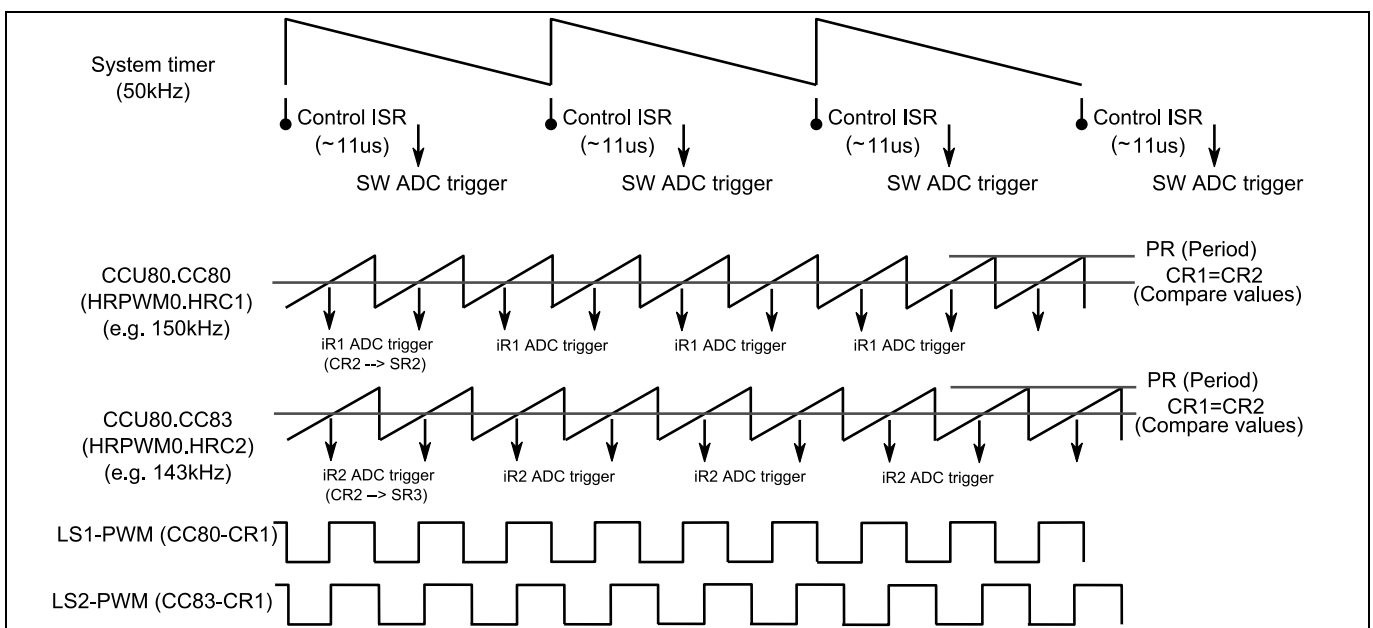 System timer
(50kHz)
Control ISR
(~11us)
SW ADC trigger
Control ISR
(~11us)
SW ADC trigger
Control ISR
(~11us)
SW ADC trigger
Control ISR
(~11us)
SW ADC trigger
CCU80.CC80
(HRPWM0.HRC1)
(e.g. 150kHz)
PR (Period)
CR1=CR2
(Compare values)
iR1 ADC trigger
(CR2 --> SR2)
iR1 ADC trigger
iR1 ADC trigger
iR1 ADC trigger
CCU80.CC83
(HRPWM0.HRC2)
(e.g. 143kHz)
PR (Period)
CR1=CR2
(Compare values)
iR2 ADC trigger
(CR2 --> SR3)
iR2 ADC trigger
iR2 ADC trigger
iR2 ADC trigger
LS1-PWM (CC80-CR1)
LS2-PWM (CC83-CR1)